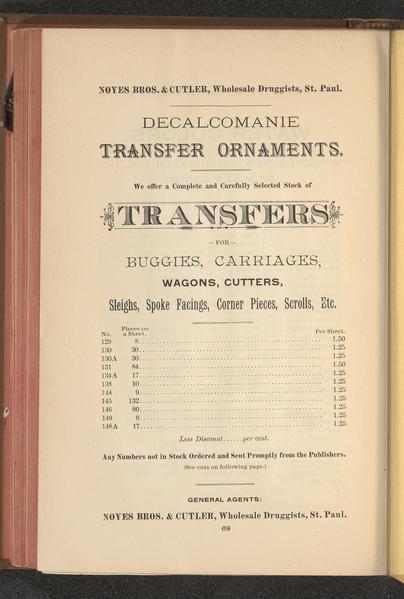 NOYES BROS. & CUTLER, Wholesale Druggists, St. Paul.
DECALCOMANIE
TRANSFER ORNAMENTS.
We offer a Complete and Carefully Selected Stock of
TRANSFERS
—FOR—
BUGGIES, CARRIAGES,
WAGONS, CUTTERS,
Sleighs, Spoke Facings, Corner Pieces, Scrolls, Etc.
No. Pieces on a Sheet. Per Sheet.
129 8 1.50
130 30 1.25
130A 30 1.25
131 84 1.50
134A 17 1.25
138 10 1.25
144 9 1.25
145 132 1.25
146 80 1.25
149 9 1.25
148A 17 1.25
Less Discount......per cent.
Any Numbers not in Stock Ordered and Sent Promptly from the Publishers.
(See cuts on following page.)
GENERAL AGENTS:
NOYES BROS. & CUTLER, Wholesale Druggists, St. Paul.
68